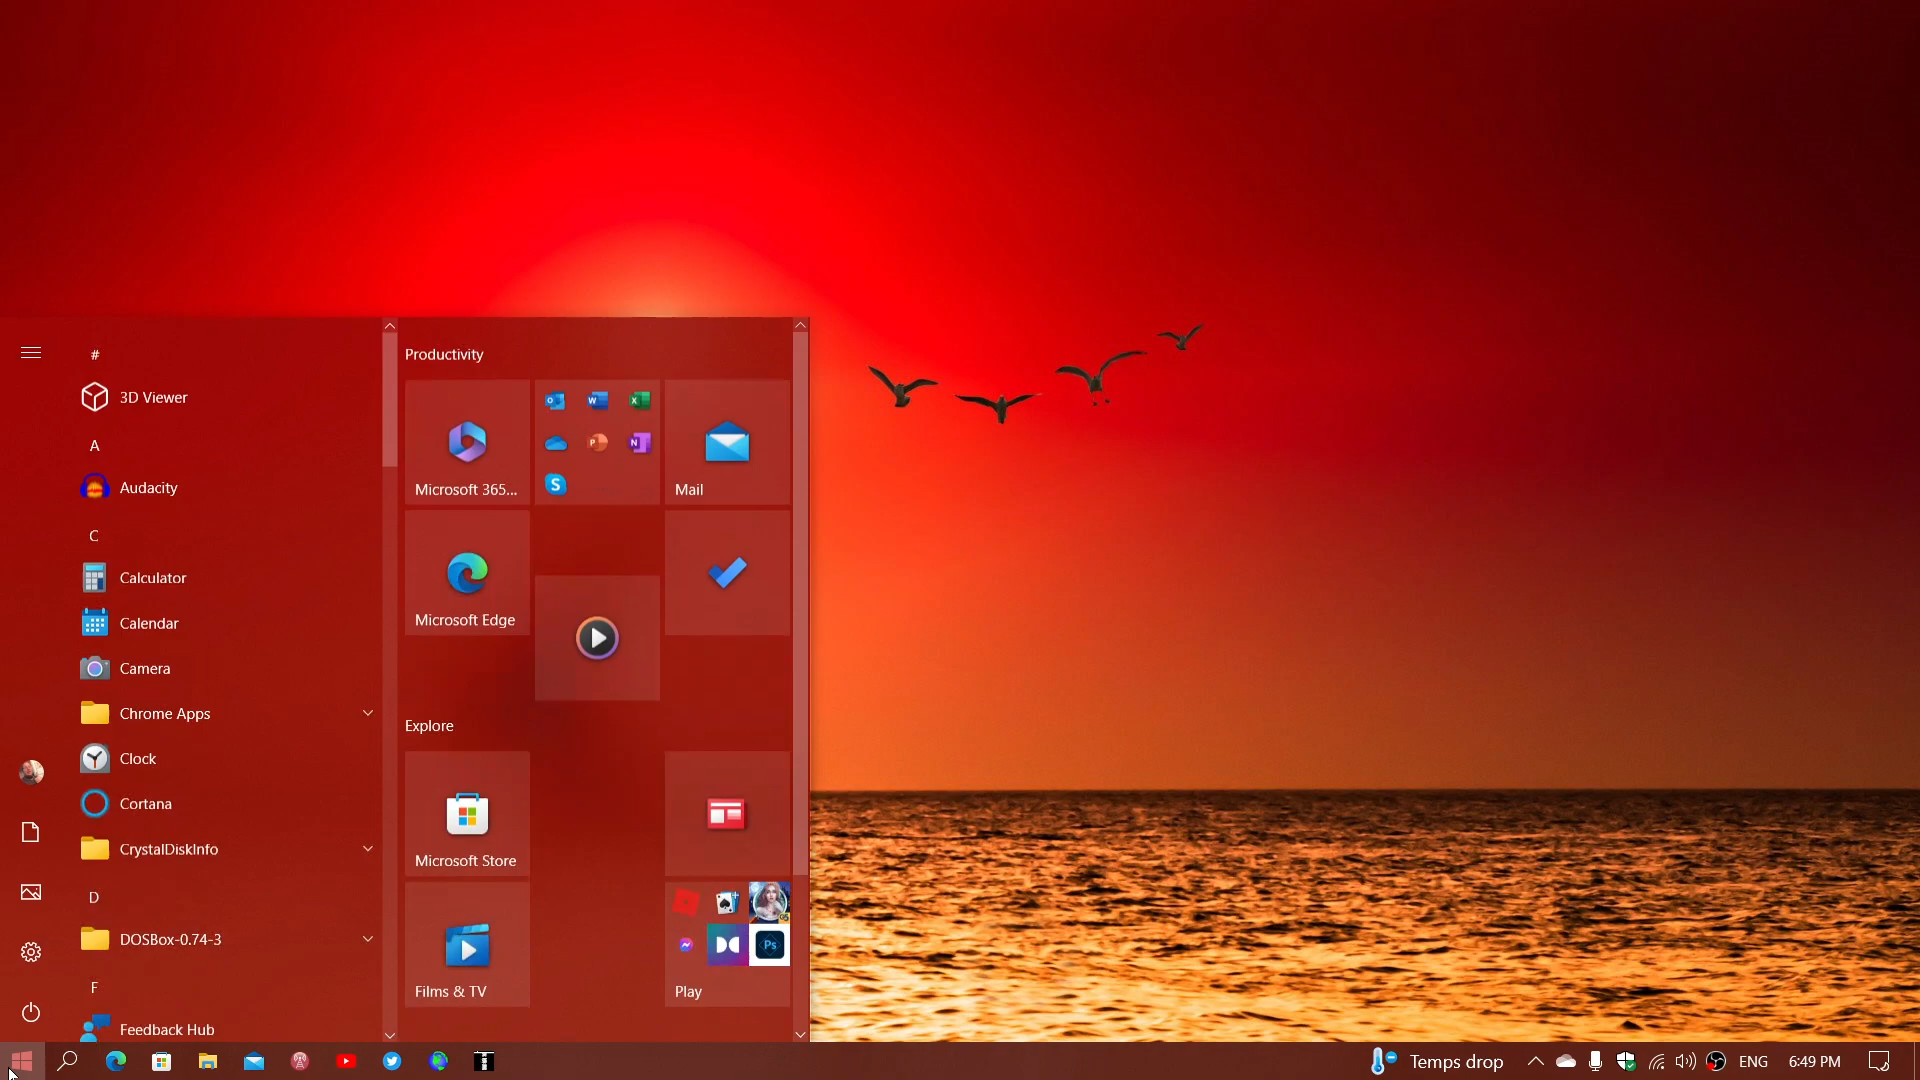 #
3D Viewer
A
Audacity
C
Calculator
Calendar
Camera
Chrome Apps
Clock
Cortana
CrystalDiskInfo
D
DOSBox-0.74-3
F
Feedback Hub
Productivity
Microsoft 365...
Mail
Microsoft Edge
Explore
Microsoft Store
Films & TV
Play
Temps drop
ENG
6:49 PM